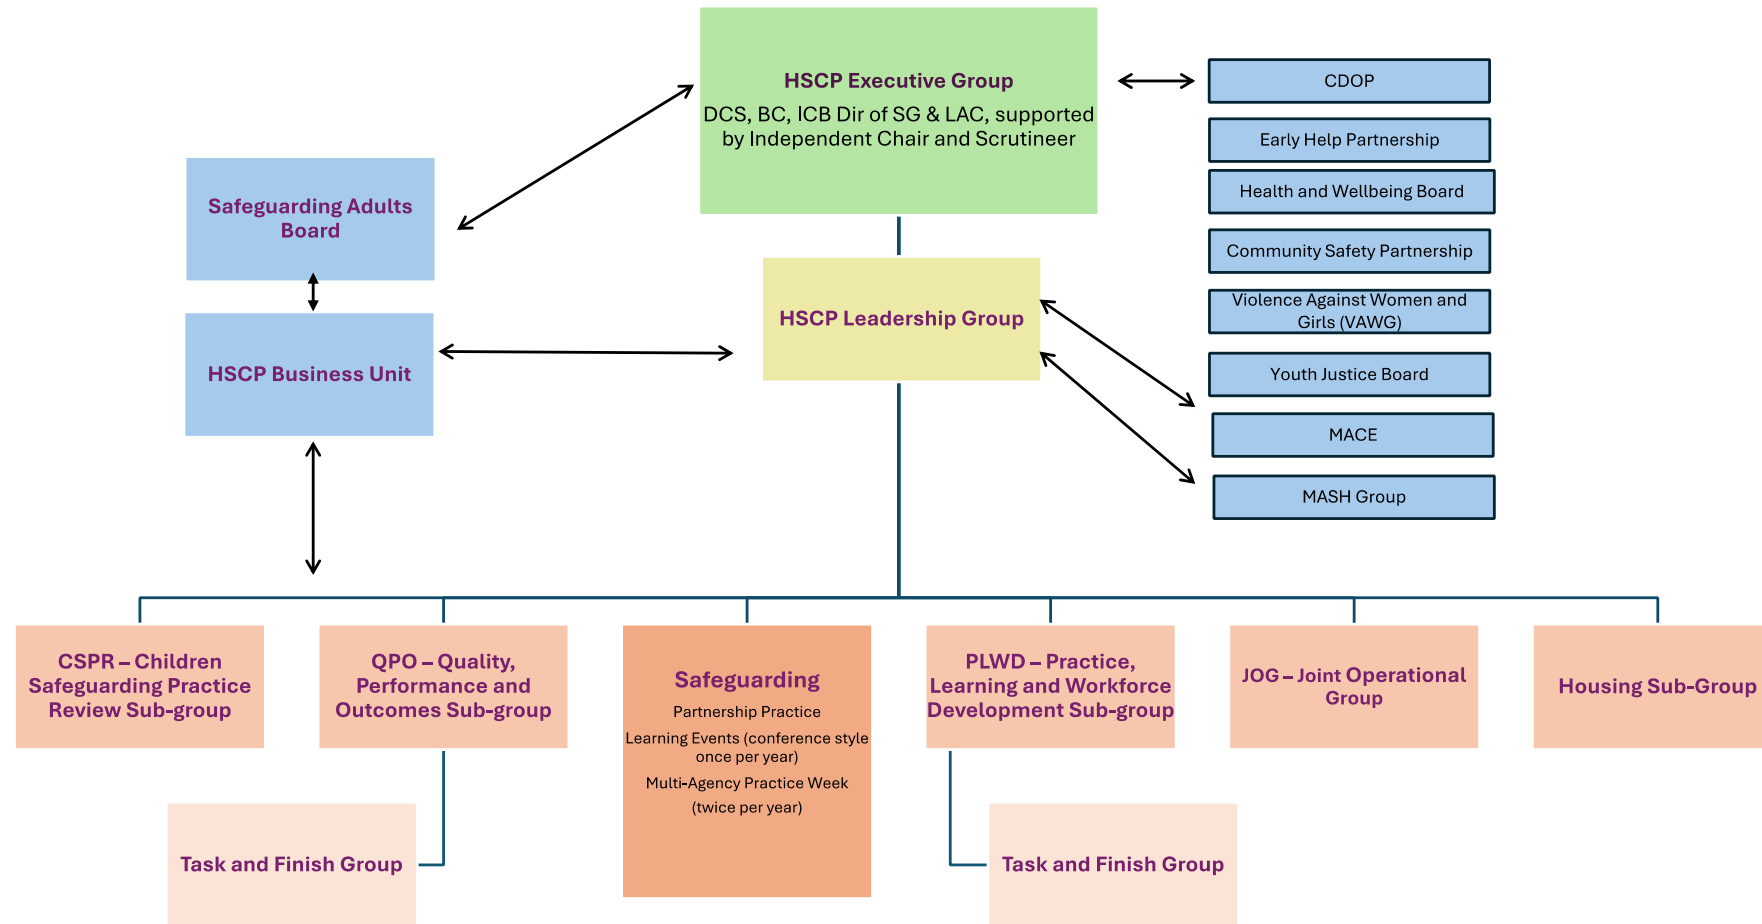 HSCP Executive Group
DCS, BC, ICB Dir of SG & LAC, supported
by Independent Chair and Scrutineer
CDOP
Early Help Partnership
Health and Wellbeing Board
Community Safety Partnership
Violence Against Women and
Girls (VAWG)
Youth Justice Board
MACE
MASH Group
Safeguarding Adults
Board
HSCP Business Unit
HSCP Leadership Group
CSPR – Children
Safeguarding Practice
Review Sub-group
QPO – Quality,
Performance and
Outcomes Sub-group
Safeguarding
Partnership Practice
Learning Events (conference style
once per year)
Multi-Agency Practice Week
(twice per year)
PLWD – Practice,
Learning and Workforce
Development Sub-group
JOG – Joint Operational
Group
Housing Sub-Group
Task and Finish Group
Task and Finish Group